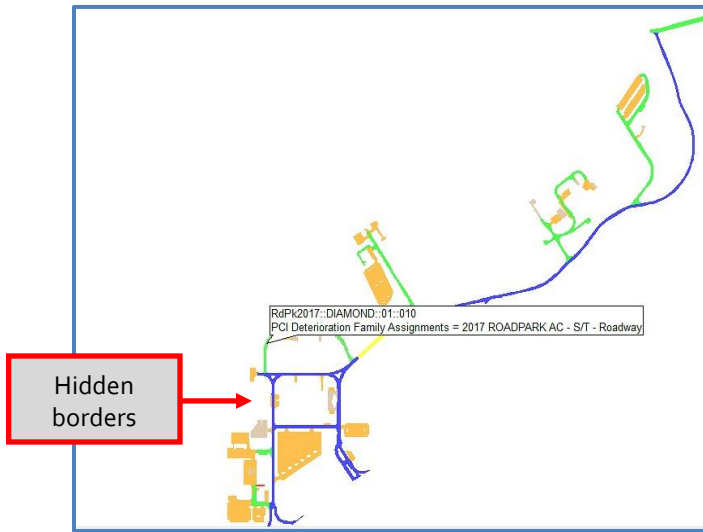 RdPk2017::DIAMOND::01::010
PCI Deterioration Family Assignments = 2017 ROADPARK AC - S/T - Roadway
Hidden
borders